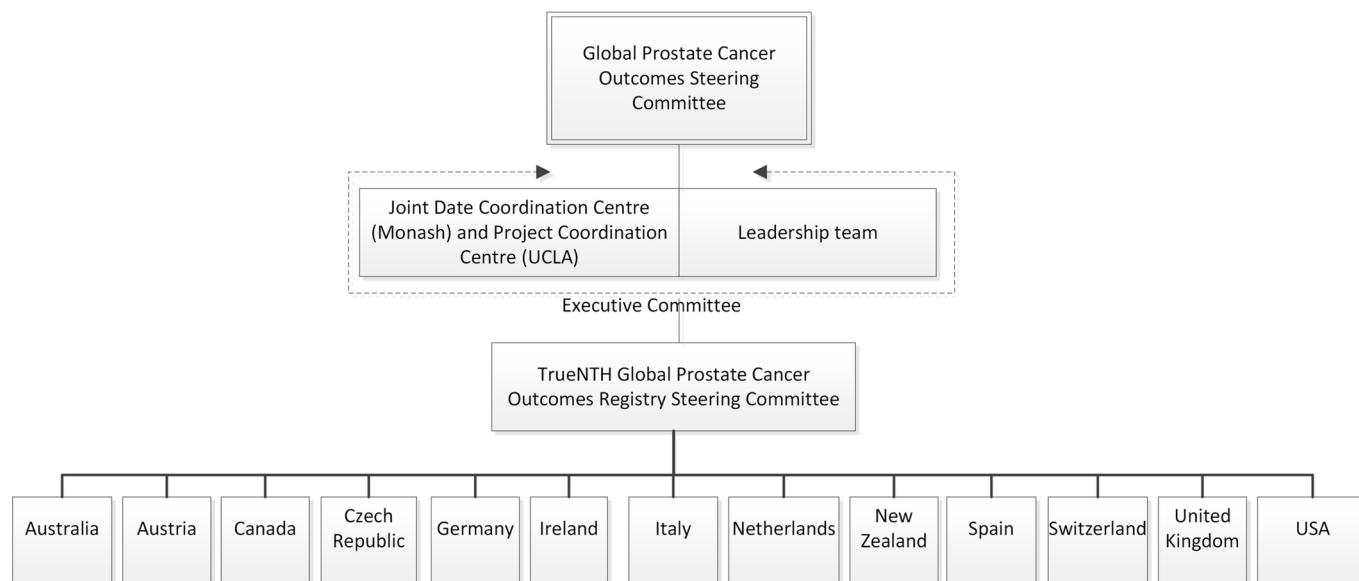 Global Prostate Cancer
Outcomes Steering
Committee
Joint Date Coordination Centre
(Monash) and Project Coordination
Centre (UCLA)
Leadership team
Executive Committee
TrueNTH Global Prostate Cancer
Outcomes Registry Steering Committee
Australia
Austria
Canada
Czech
Republic
Germany
Ireland
Italy
Netherlands
New
Zealand
Spain
Switzerland
United
Kingdom
USA